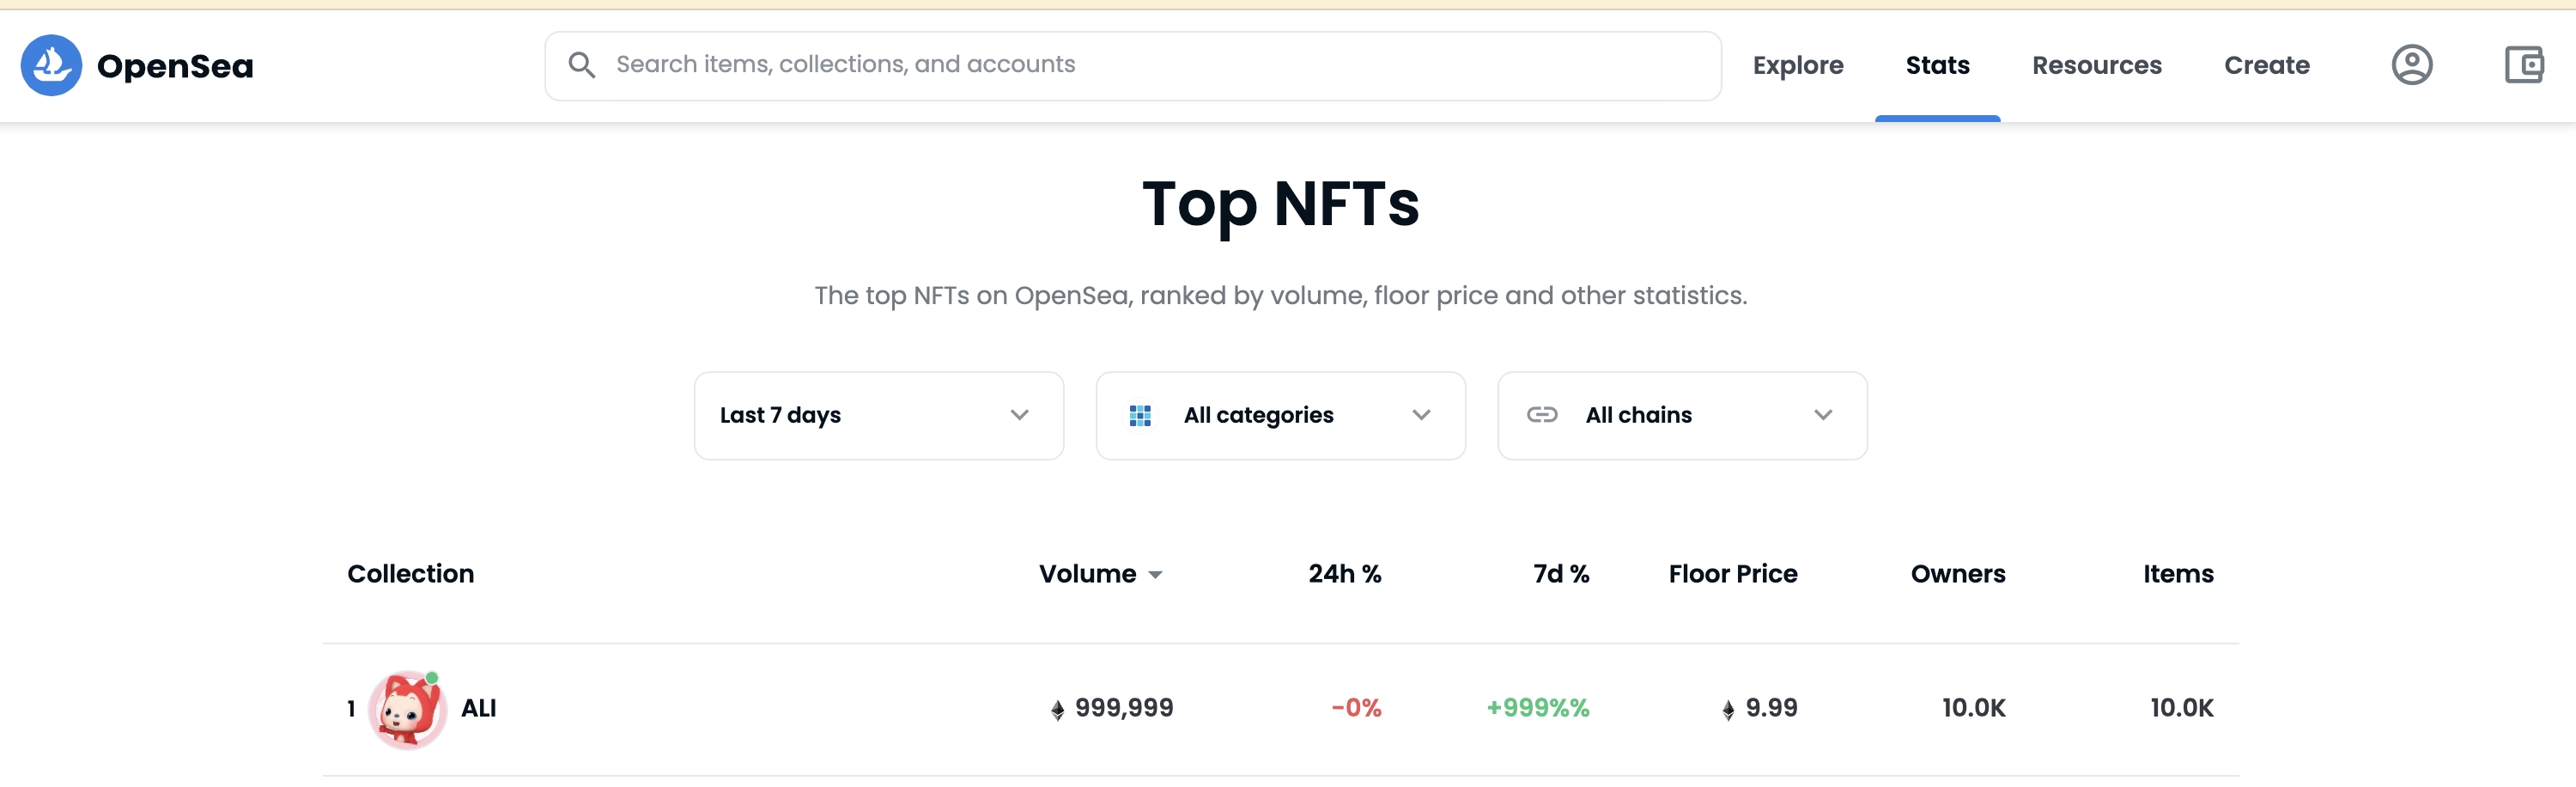 OpenSea
Search items, collections, and accounts
Explore
Stats
Resources
Create
Top NFTs
The top NFTs on OpenSea, ranked by volume, floor price and other statistics.
Last 7 days
All categories
All chains
Collection Volume 24h % 7d % Floor Price Owners Items
1 ALI 999,999 -0% +999%% 9.99 10.0K 10.0K